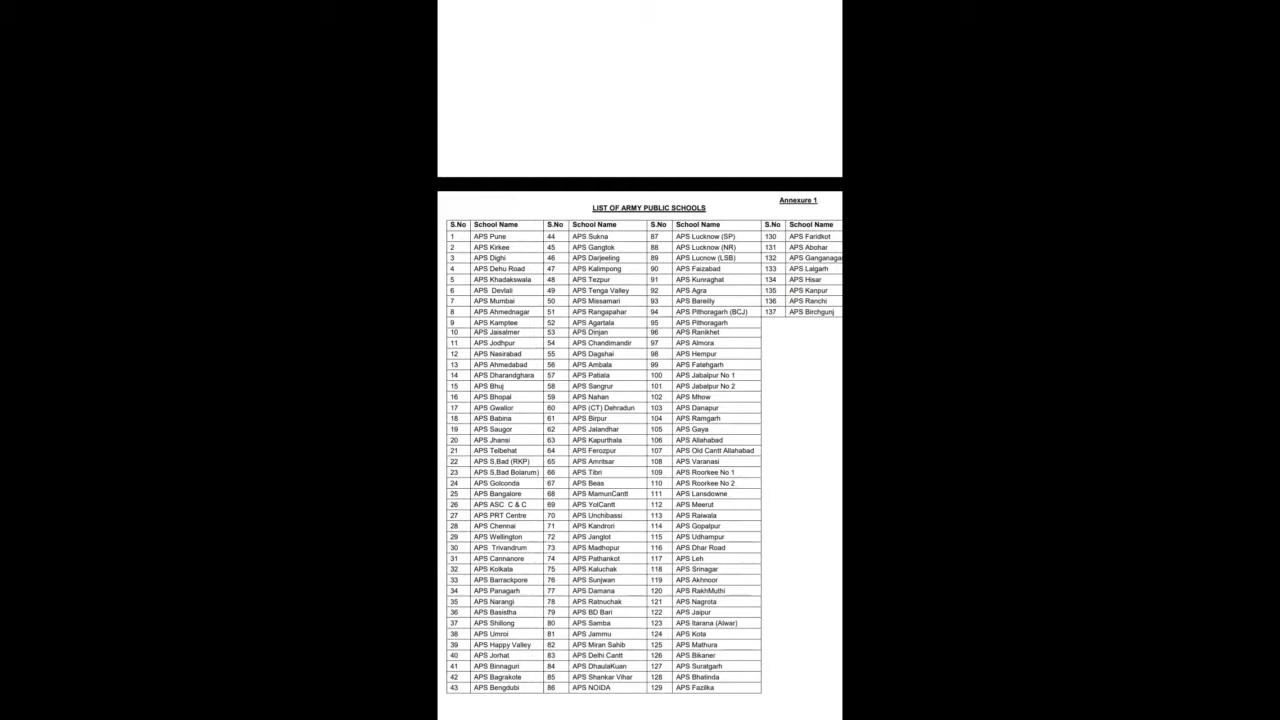 Annexure 1
LIST OF ARMY PUBLIC SCHOOLS
S.No School Name S.No School Name S.No School Name S.No School Name
1 APS Pune 44 APS Sukna 87 APS Lucknow (SP) 130 APS Faridkot
2 APS Kirkee 45 APS Gangtok 88 APS Lucknow (NR) 131 APS Abohar
3 APS Dighi 46 APS Darjeeling 89 APS Lucnow (LSB) 132 APS Ganganagar
4 APS Dehu Road 47 APS Kalimpong 90 APS Faizabad 133 APS Lalgarh
5 APS Khadakswala 48 APS Tezpur 91 APS Kunraghat 134 APS Hisar
6 APS Devlali 49 APS Tenga Valley 92 APS Agra 135 APS Kanpur
7 APS Mumbai 50 APS Missamari 93 APS Bareilly 136 APS Ranchi
8 APS Ahmednagar 51 APS Rangapahar 94 APS Pithoragarh (BCJ) 137 APS Birchgunj
9 APS Kamptee 52 APS Agartala 95 APS Pithoragarh
10 APS Jaisalmer 53 APS Dinjan 96 APS Ranikhet
11 APS Jodhpur 54 APS Chandimandir 97 APS Almora
12 APS Nasirabad 55 APS Dagshai 98 APS Hempur
13 APS Ahmedabad 56 APS Ambala 99 APS Fatehgarh
14 APS Dharandghara 57 APS Patiala 100 APS Jabalpur No 1
15 APS Bhuj 58 APS Sangrur 101 APS Jabalpur No 2
16 APS Bhopal 59 APS Nahan 102 APS Mhow
17 APS Gwalior 60 APS (CT) Dehradun 103 APS Danapur
18 APS Babina 61 APS Birpur 104 APS Ramgarh
19 APS Saugor 62 APS Jalandhar 105 APS Gaya
20 APS Jhansi 63 APS Kapurthala 106 APS Allahabad
21 APS Telbehat 64 APS Ferozpur 107 APS Old Cantt Allahabad
22 APS S,Bad (RKP) 65 APS Amritsar 108 APS Varanasi
23 APS S,Bad Bolarum) 66 APS Tibri 109 APS Roorkee No 1
24 APS Golconda 67 APS Beas 110 APS Roorkee No 2
25 APS Bangalore 68 APS MamunCantt 111 APS Lansdowne
26 APS ASC C & C 69 APS YolCantt 112 APS Meerut
27 APS PRT Centre 70 APS Unchibassi 113 APS Raiwala
28 APS Chennai 71 APS Kandrori 114 APS Gopalpur
29 APS Wellington 72 APS Janglot 115 APS Udhampur
30 APS Trivandrum 73 APS Madhopur 116 APS Dhar Road
31 APS Cannanore 74 APS Pathankot 117 APS Leh
32 APS Kolkata 75 APS Kaluchak 118 APS Srinagar
33 APS Barrackpore 76 APS Sunjwan 119 APS Akhnoor
34 APS Panagarh 77 APS Damana 120 APS RakhMuthi
35 APS Narangi 78 APS Ratnuchak 121 APS Nagrota
36 APS Basistha 79 APS BD Bari 122 APS Jaipur
37 APS Shillong 80 APS Samba 123 APS Itarana (Alwar)
38 APS Umroi 81 APS Jammu 124 APS Kota
39 APS Happy Valley 82 APS Miran Sahib 125 APS Mathura
40 APS Jorhat 83 APS Delhi Cantt 126 APS Bikaner
41 APS Binnaguri 84 APS DhaulaKuan 127 APS Suratgarh
42 APS Bagrakote 85 APS Shankar Vihar 128 APS Bhatinda
43 APS Bengdubi 86 APS NOIDA 129 APS Fazilka